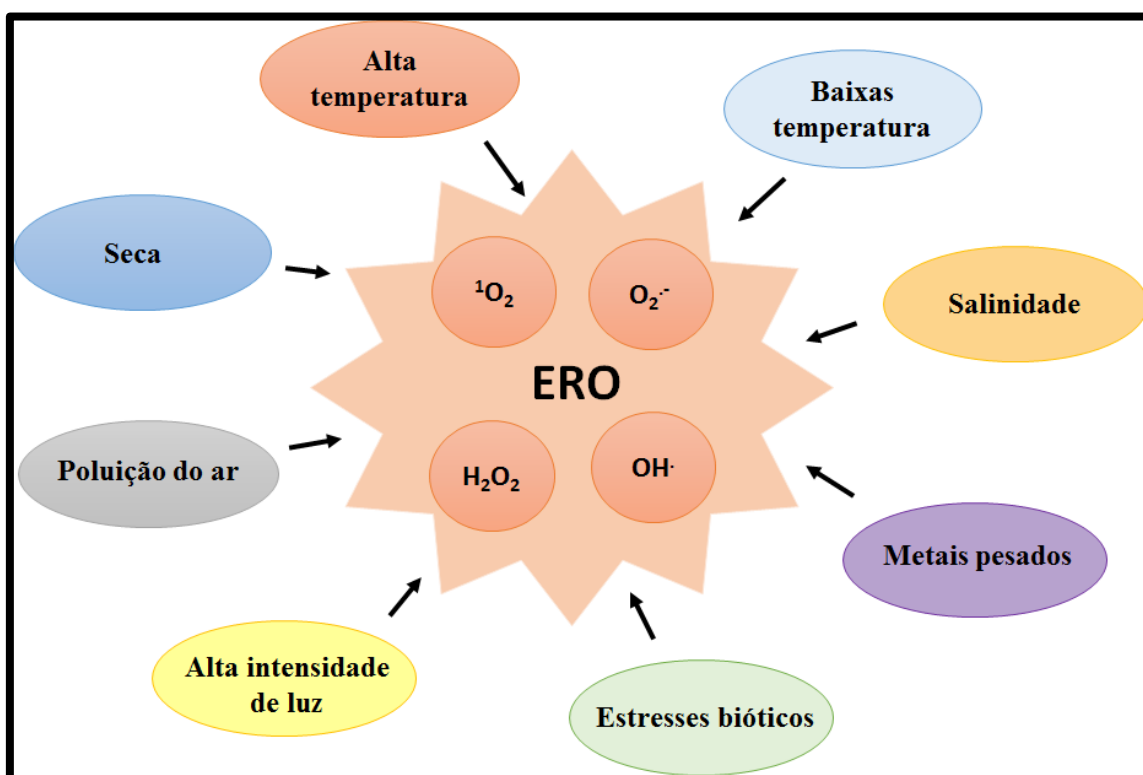 Alta
temperatura
Baixas
temperatura
Seca
Salinidade
¹O₂
O₂·⁻
ERO
H₂O₂
OH·
Poluição do ar
Metais pesados
Alta intensidade
de luz
Estresses bióticos